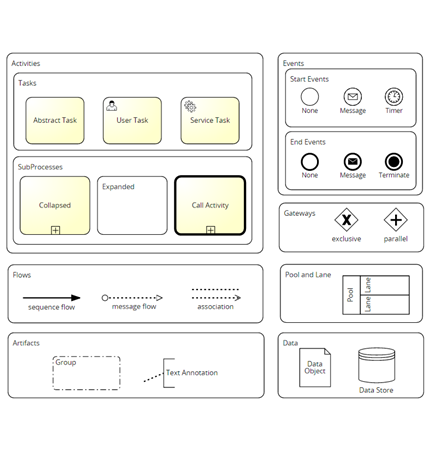 Activities
Tasks
Abstract Task
User Task
Service Task
SubProcesses
Collapsed
Expanded
Call Activity
Events
Start Events
None
Message
Timer
End Events
None
Message
Terminate
Gateways
exclusive
parallel
Flows
sequence flow
message flow
association
Pool and Lane
Pool
Lane
Lane
Artifacts
Group
Text Annotation
Data
Data
Object
Data Store